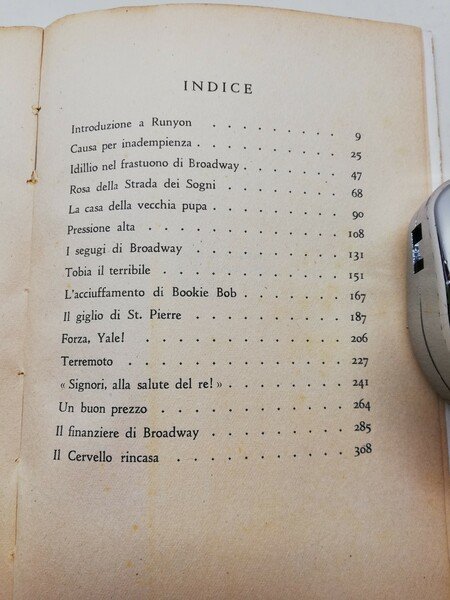 INDICE
Introduzione a Runyon . . . . . . . . 9
Causa per inadempienza . . . . . . . . 25
Idillio nel frastuono di Broadway . . . . . . 47
Rosa della Strada dei Sogni . . . . . . . 68
La casa della vecchia pupa . . . . . . . 90
Pressione alta . . . . . . . . . . 108
I segugi di Broadway . . . . . . . . 131
Tobia il terribile . . . . . . . . . 151
L'acciuffamento di Bookie Bob . . . . . . 167
Il giglio di St. Pierre . . . . . . . . 187
Forza, Yale! . . . . . . . . . . 206
Terremoto . . . . . . . . . . 227
« Signori, alla salute del re! » . . . . . . . 241
Un buon prezzo . . . . . . . . . 264
Il finanziere di Broadway . . . . . . . 285
Il Cervello rincasa . . . . . . . . 308